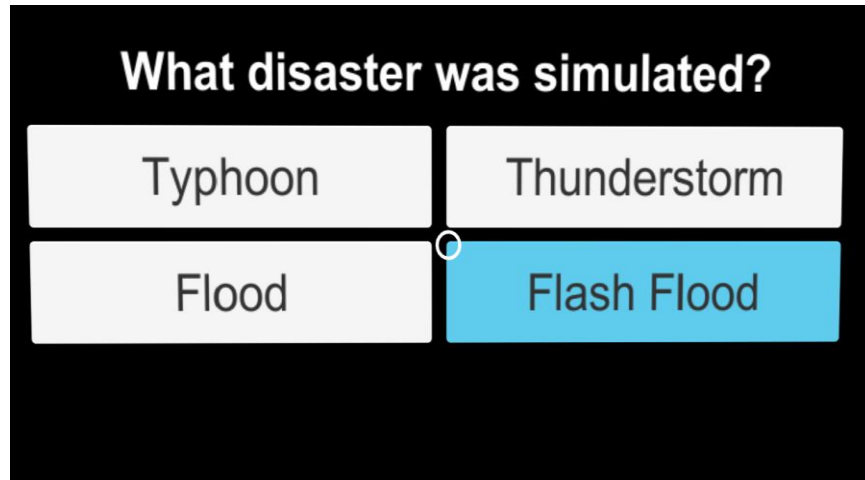 What disaster was simulated?
Typhoon
Thunderstorm
Flood
Flash Flood